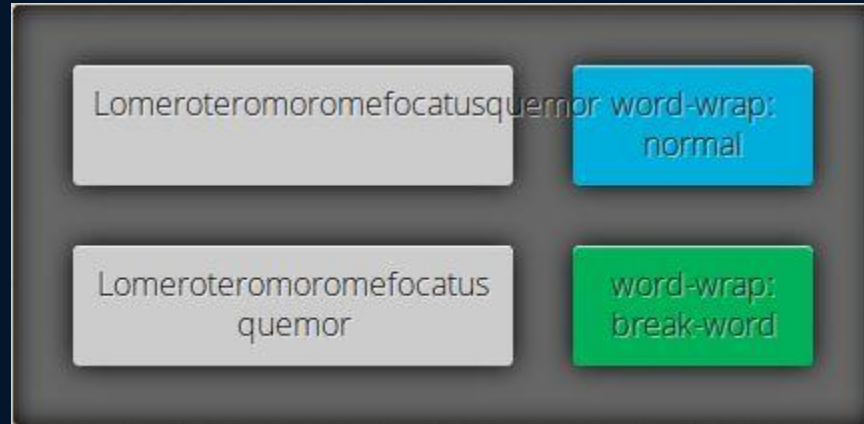 Lomeroteromoromefocatusquemor
word-wrap:
normal
Lomeroteromoromefocatus
quemor
word-wrap:
break-word